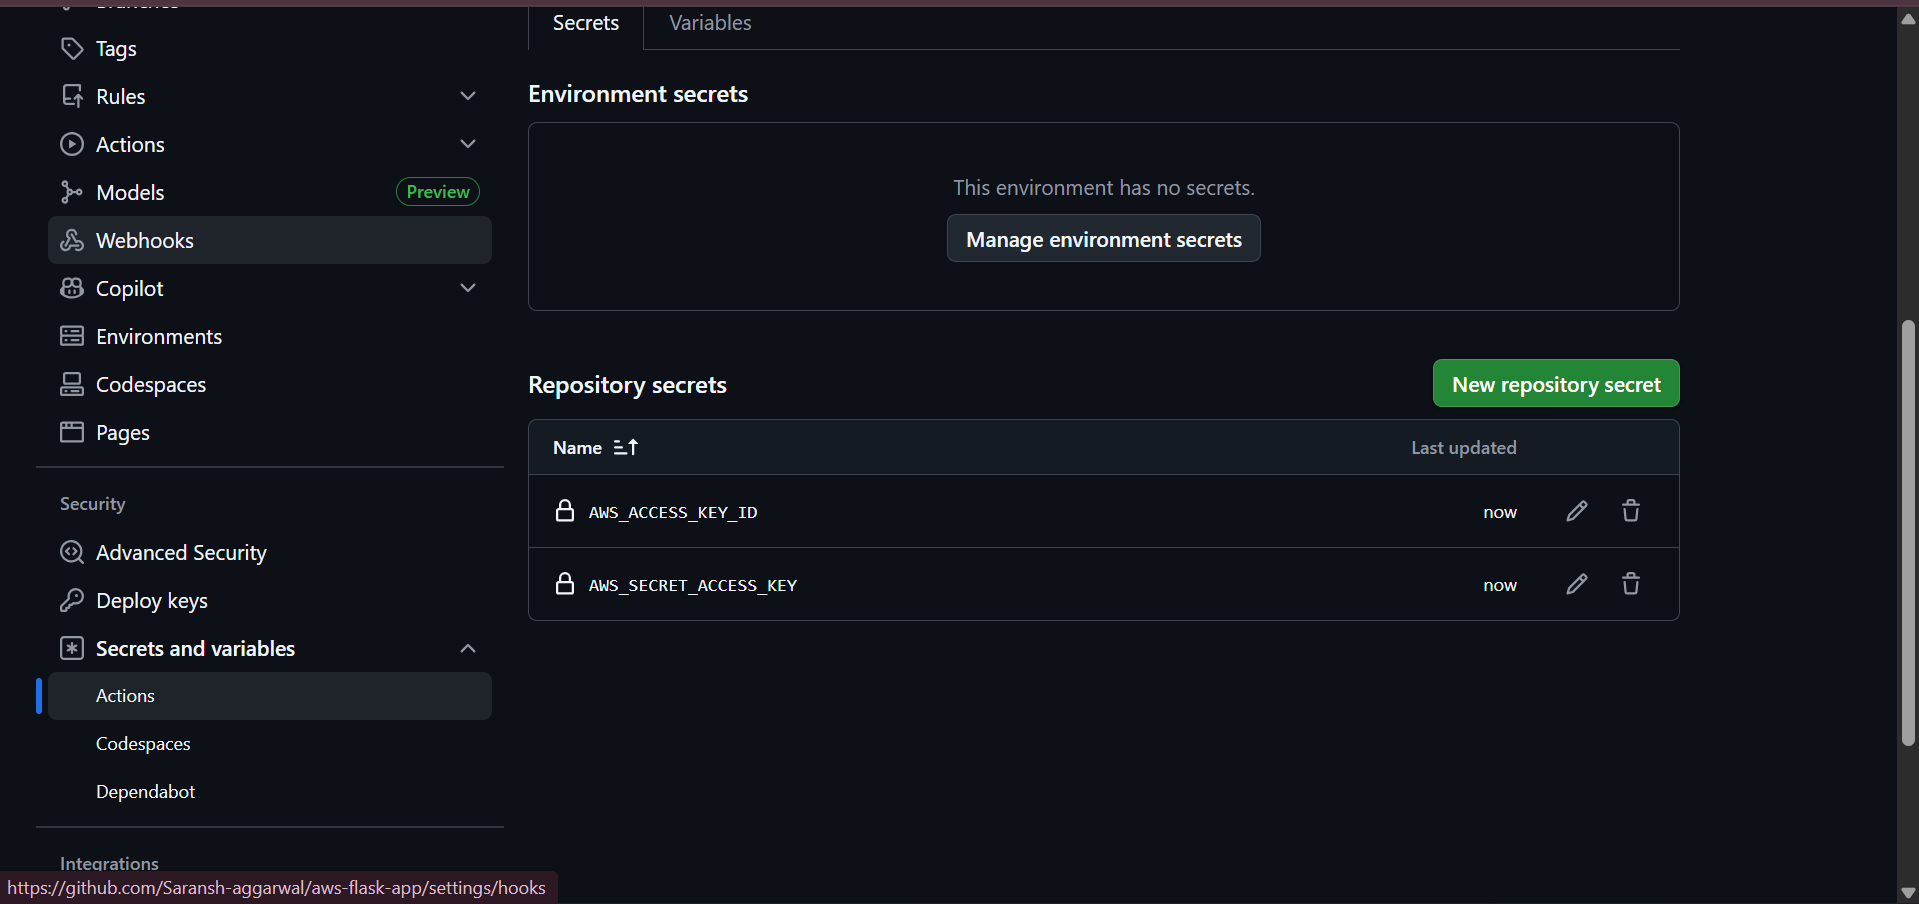 Branches
Tags
Rules
Actions
Models Preview
Webhooks
Copilot
Environments
Codespaces
Pages
Security
Advanced Security
Deploy keys
Secrets and variables
Actions
Codespaces
Dependabot
Integrations
https://github.com/Saransh-aggarwal/aws-flask-app/settings/hooks
Secrets Variables
Environment secrets
This environment has no secrets.
Manage environment secrets
Repository secrets New repository secret
Name Last updated
AWS_ACCESS_KEY_ID now
AWS_SECRET_ACCESS_KEY now